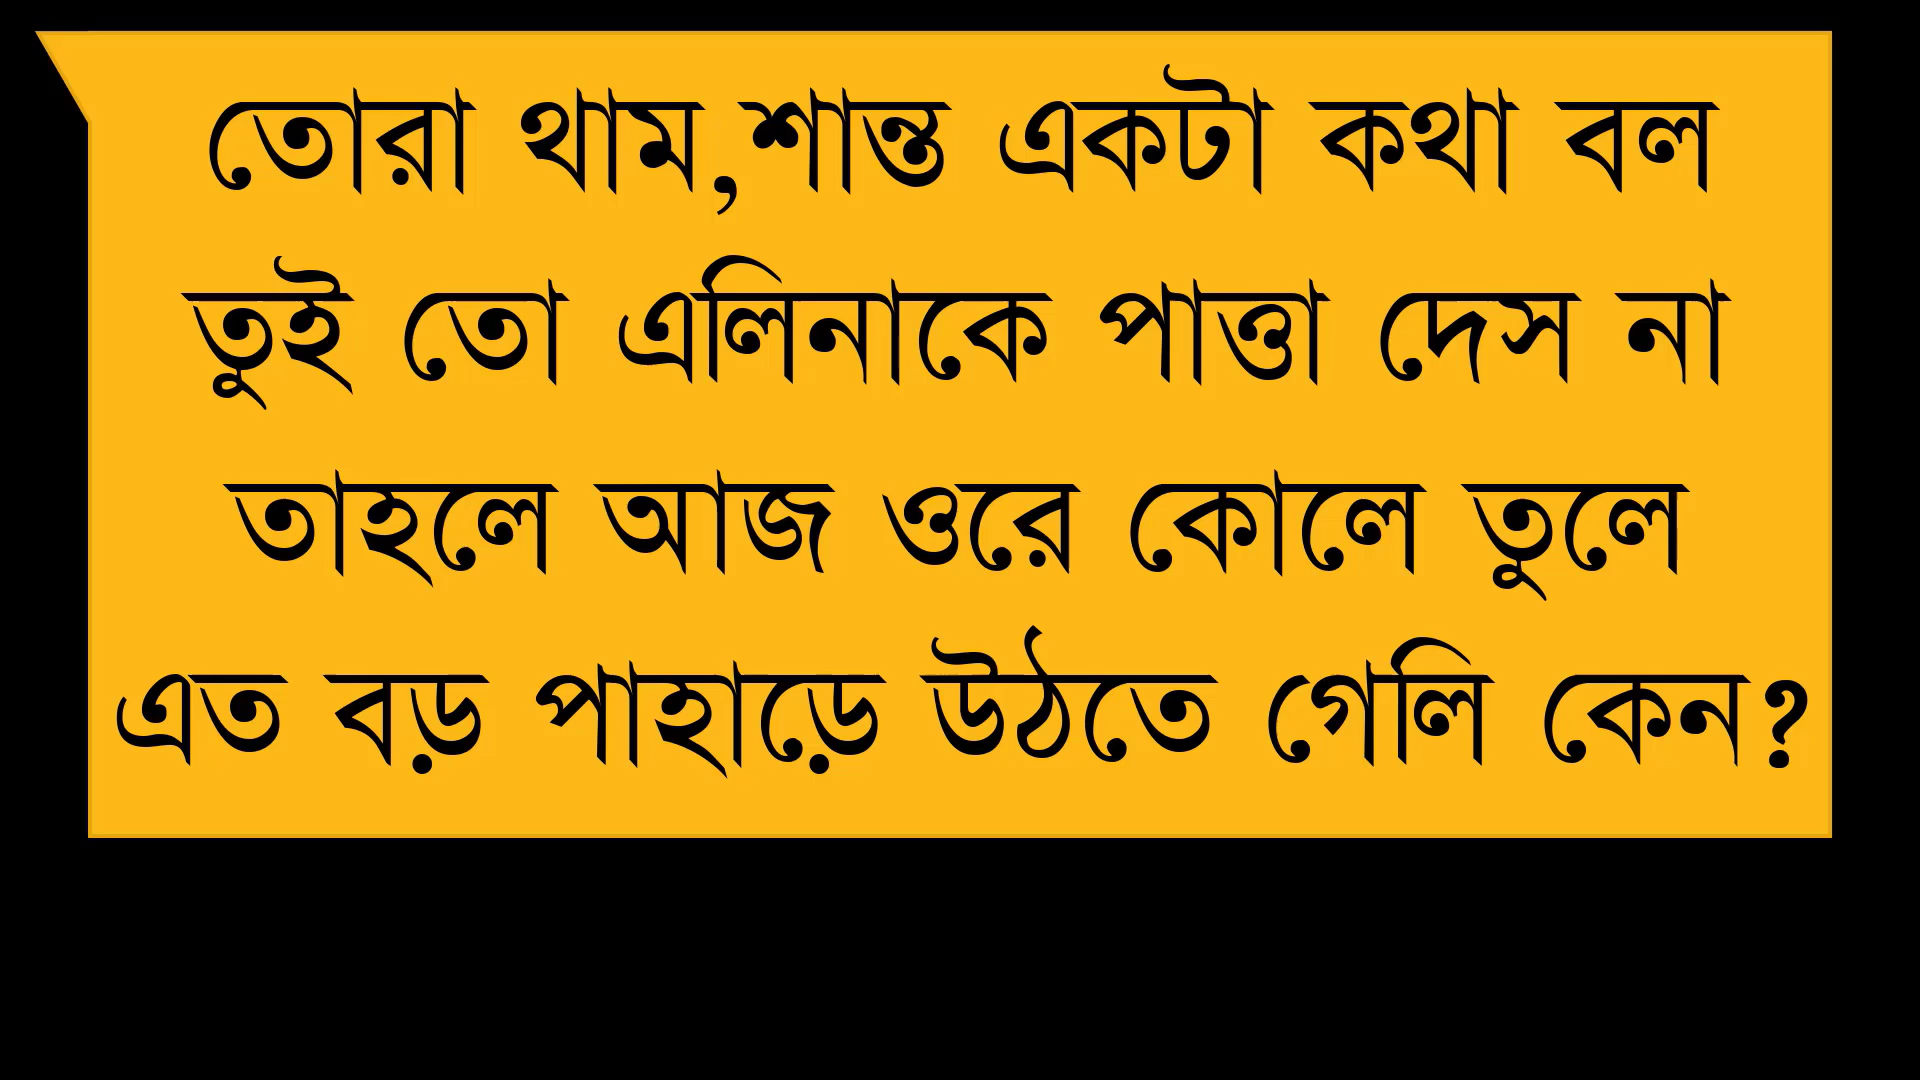 তোরা থাম,শান্ত একটা কথা বল
তুই তো এলিনাকে পাত্তা দেস না
তাহলে আজ ওরে কোলে তুলে
এত বড় পাহাড়ে উঠতে গেলি কেন?